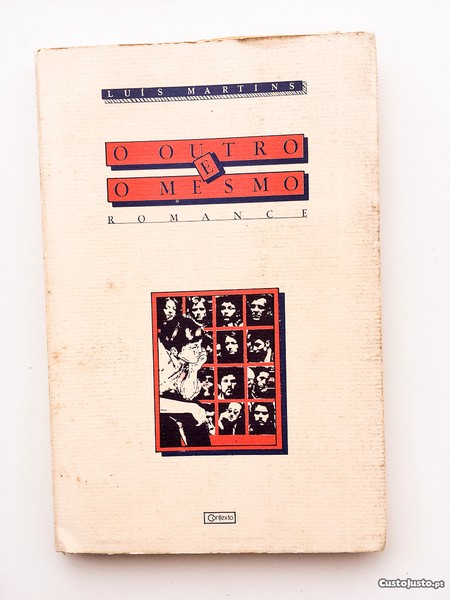 LUÍS MARTINS
O OUTRO
E
O MESMO
ROMANCE
Contexto
CustoJusto.pt